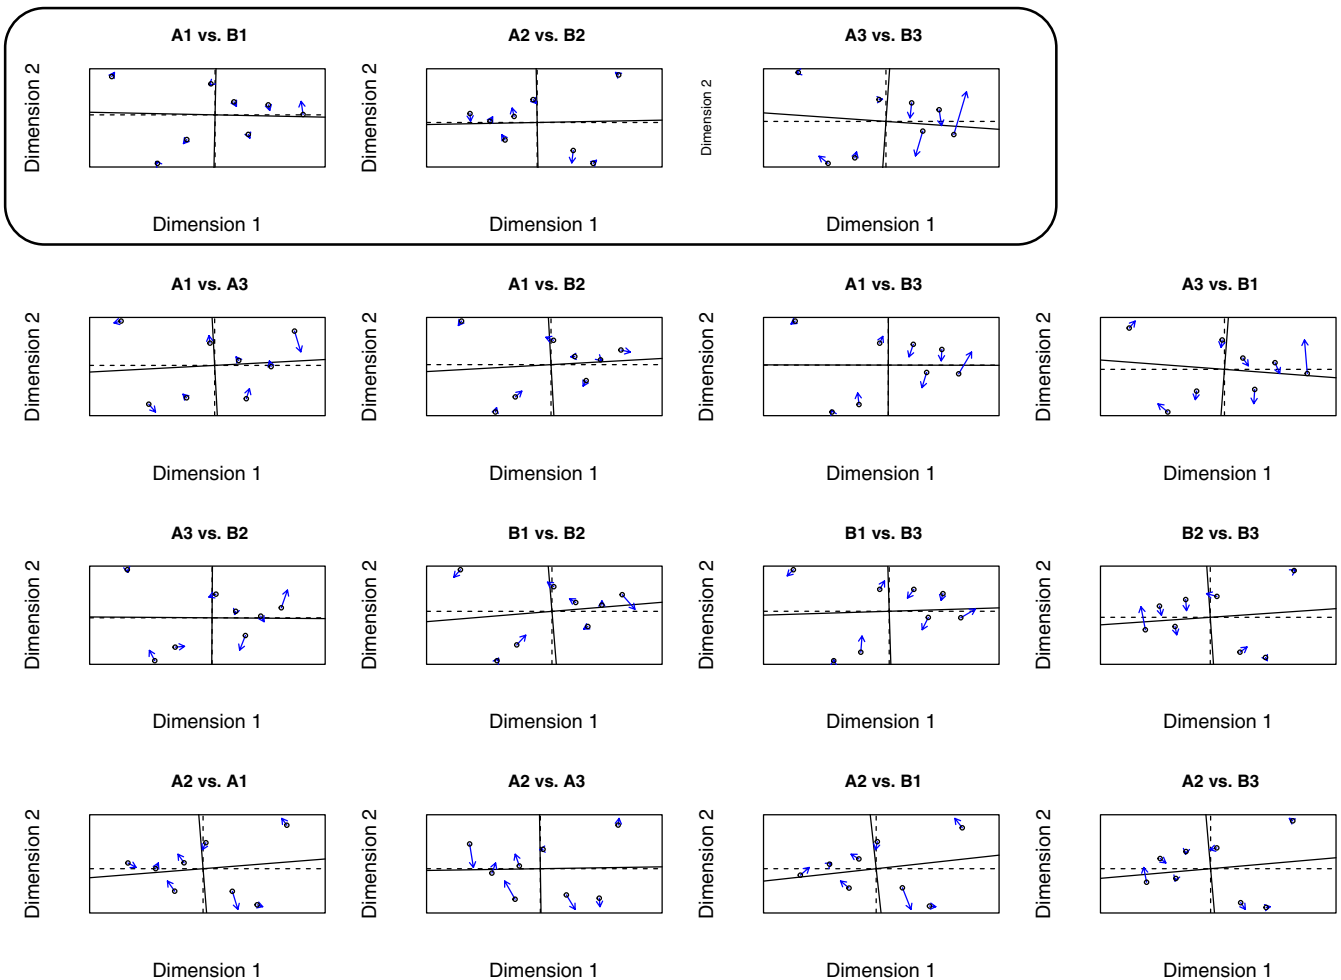 A1 vs. B1 A2 vs. B2 A3 vs. B3
Dimension 2 Dimension 2 Dimension 2
Dimension 1 Dimension 1 Dimension 1
A1 vs. A3 A1 vs. B2 A1 vs. B3 A3 vs. B1
Dimension 2 Dimension 2 Dimension 2 Dimension 2
Dimension 1 Dimension 1 Dimension 1 Dimension 1
A3 vs. B2 B1 vs. B2 B1 vs. B3 B2 vs. B3
Dimension 2 Dimension 2 Dimension 2 Dimension 2
Dimension 1 Dimension 1 Dimension 1 Dimension 1
A2 vs. A1 A2 vs. A3 A2 vs. B1 A2 vs. B3
Dimension 2 Dimension 2 Dimension 2 Dimension 2
Dimension 1 Dimension 1 Dimension 1 Dimension 1